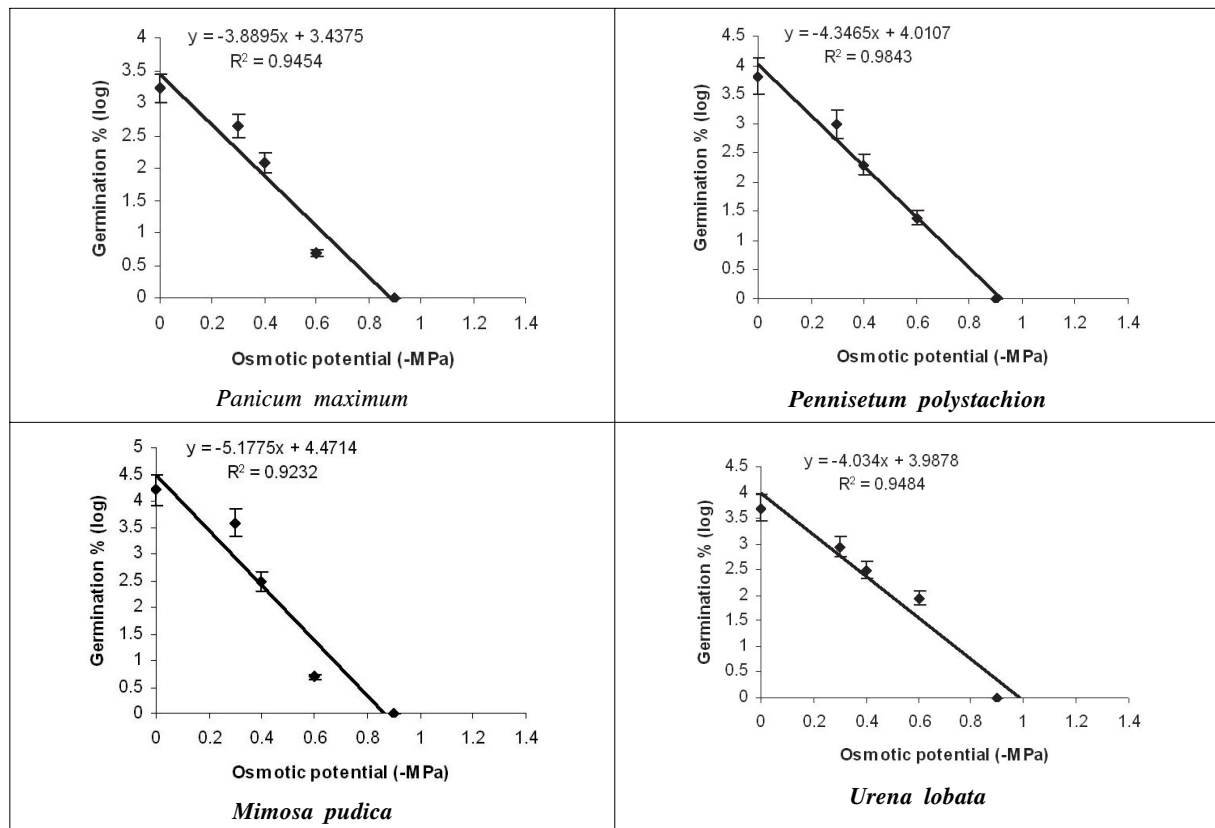 y = -3.8895x + 3.4375
R² = 0.9454
Germination % (log)
4
3.5
3
2.5
2
1.5
1
0.5
0
0 0.2 0.4 0.6 0.8 1 1.2 1.4
Osmotic potential (-MPa)
Panicum maximum
y = -4.3465x + 4.0107
R² = 0.9843
Germination % (log)
4.5
4
3.5
3
2.5
2
1.5
1
0.5
0
0 0.2 0.4 0.6 0.8 1 1.2 1.4
Osmotic potential (-MPa)
Pennisetum polystachion
y = -5.1775x + 4.4714
R² = 0.9232
Germination % (log)
5
4.5
4
3.5
3
2.5
2
1.5
1
0.5
0
0 0.2 0.4 0.6 0.8 1 1.2 1.4
Osmotic potential (-MPa)
Mimosa pudica
y = -4.034x + 3.9878
R² = 0.9484
Germination % (log)
4.5
4
3.5
3
2.5
2
1.5
1
0.5
0
0 0.2 0.4 0.6 0.8 1 1.2 1.4
Osmotic potential (-MPa)
Urena lobata